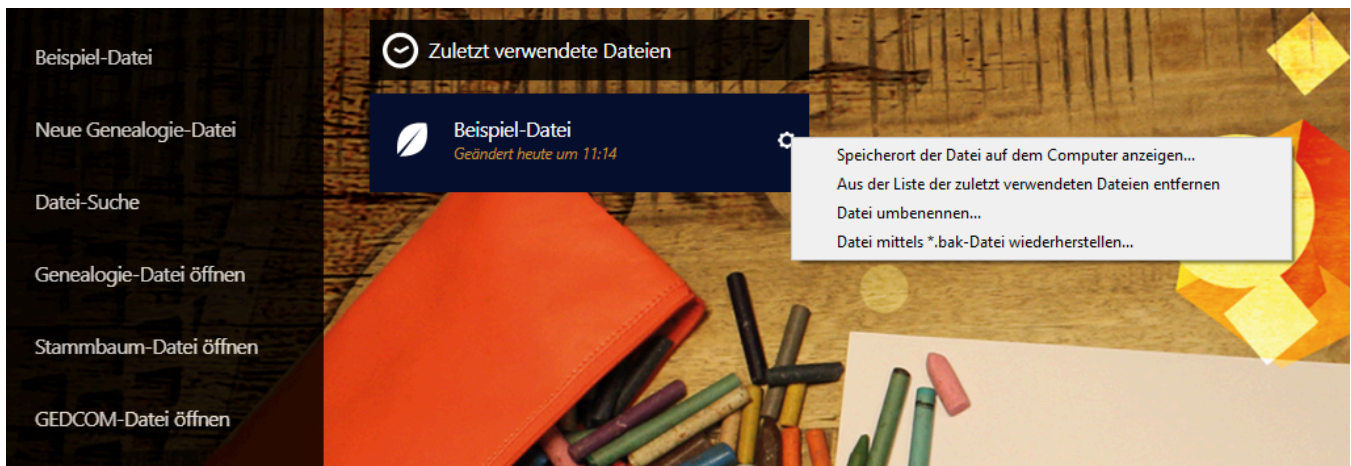 Beispiel-Datei
Neue Genealogie-Datei
Datei-Suche
Genealogie-Datei öffnen
Stammbaum-Datei öffnen
GEDCOM-Datei öffnen
Zuletzt verwendete Dateien
Beispiel-Datei
Geändert heute um 11:14
Speicherort der Datei auf dem Computer anzeigen...
Aus der Liste der zuletzt verwendeten Dateien entfernen
Datei umbenennen...
Datei mittels *.bak-Datei wiederherstellen...